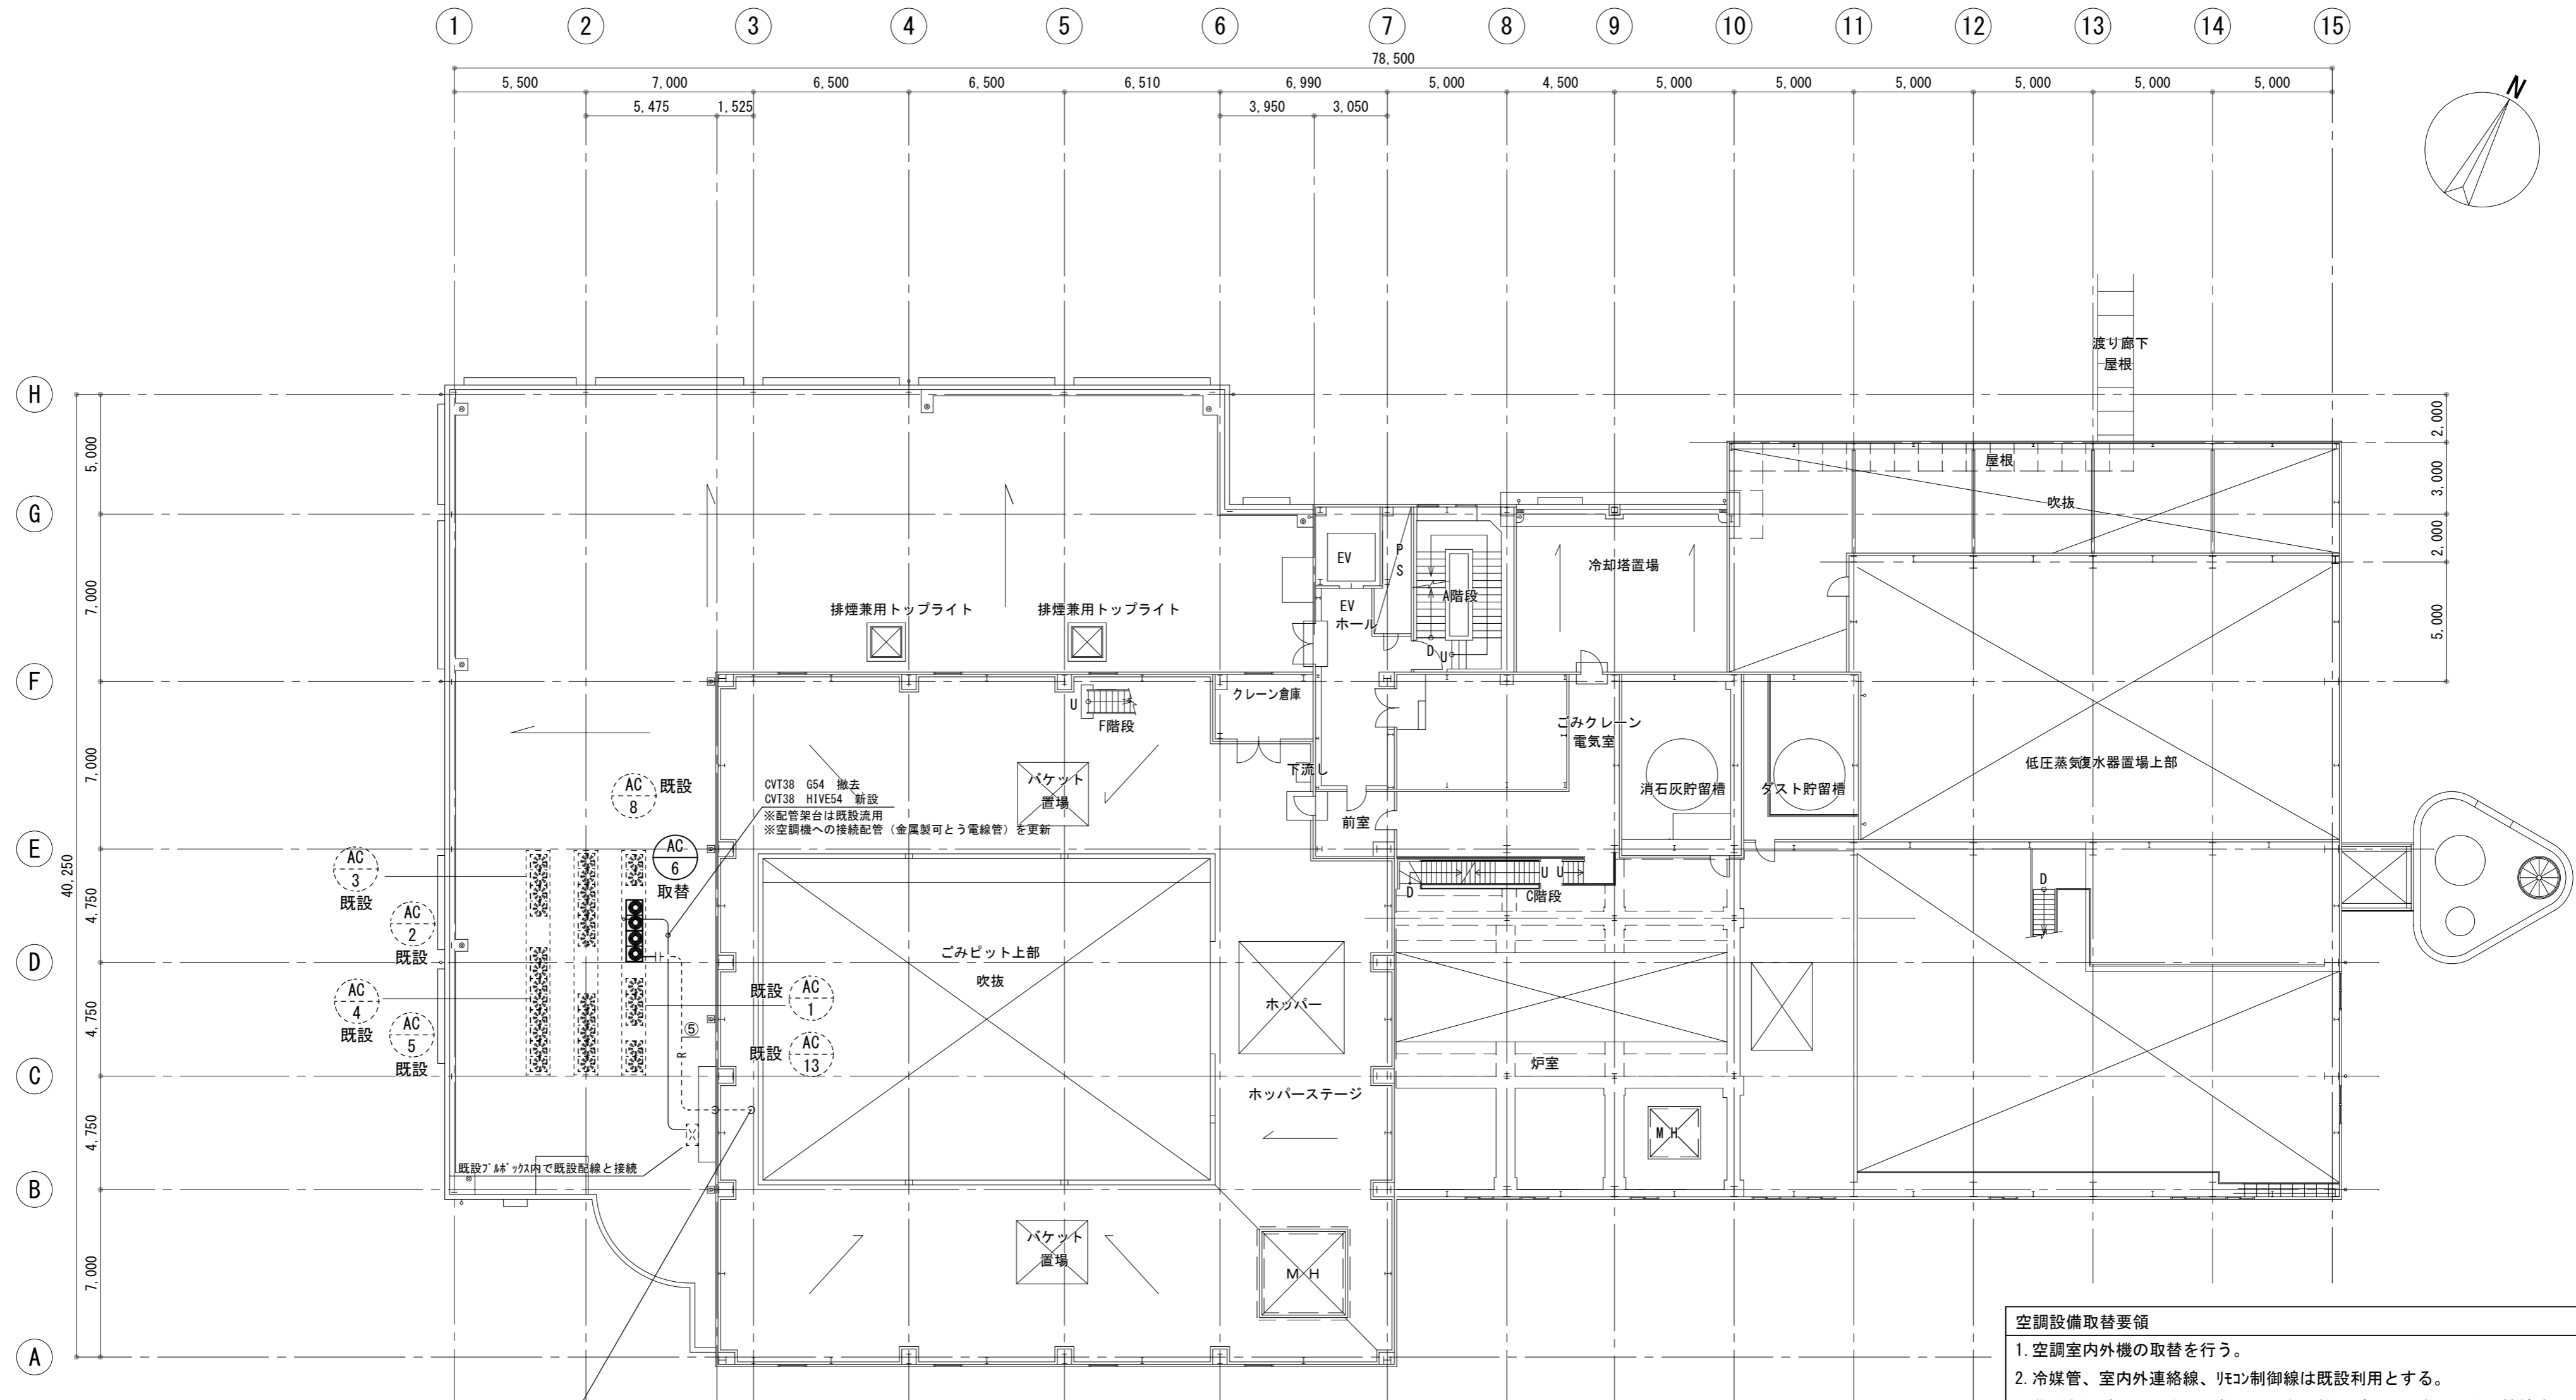 1 2 3 4 5 6 7 8 9 10 11 12 13 14 15
78,500
5,500 7,000 6,500 6,500 6,510 6,990 5,000 4,500 5,000 5,000 5,000 5,000 5,000 5,000
5,475 1,525 3,950 3,050
N
H
G
F
E
D
C
B
A
40,250
5,000
7,000
7,000
4,750
4,750
4,750
7,000
2,000
3,000
2,000
5,000
渡り廊下
屋根
屋根
吹抜
EV
PS
EV
ホール
A階段
D
U
冷却塔置場
排煙兼用トップライト
排煙兼用トップライト
クレーン倉庫
U
F階段
ごみクレーン
電気室
下流し
前室
消石灰貯留槽
ダスト貯留槽
低圧蒸気復水器置場上部
バケット
置場
AC
8
既設
CVT38 G54 撤去
CVT38 HIVE54 新設
※配管架台は既設流用
※空調機への接続配管（金属製可とう電線管）を更新
AC
6
取替
AC
3
既設
AC
2
既設
AC
4
既設
AC
5
既設
既設
AC
1
既設
AC
13
⑤
R
ごみピット上部
吹抜
ホッパー
ホッパーステージ
D
U U
C階段
D
炉室
MH
既設プルボックス内で既設配線と接続
バケット
置場
MH
空調設備取替要領
1.空調室内外機の取替を行う。
2.冷媒管、室内外連絡線、リモコン制御線は既設利用とする。